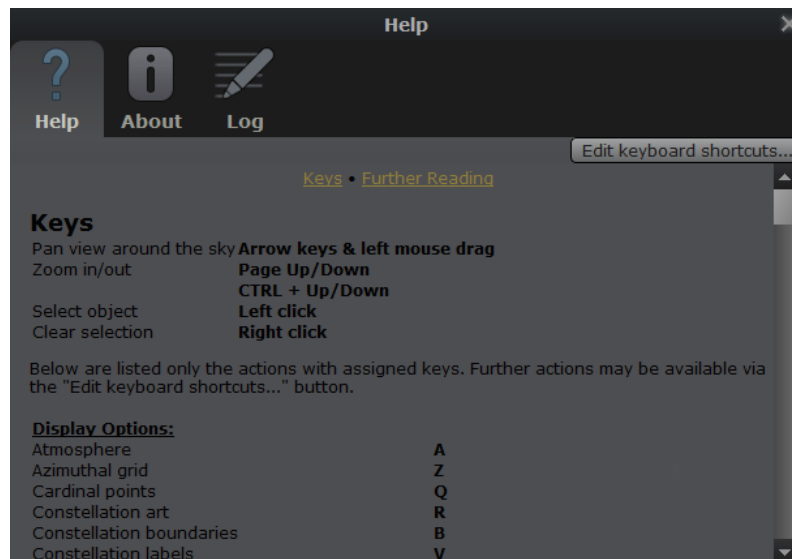 Help
Help About Log
Edit keyboard shortcuts...
Keys • Further Reading
Keys
Pan view around the sky Arrow keys & left mouse drag
Zoom in/out Page Up/Down
CTRL + Up/Down
Select object Left click
Clear selection Right click
Below are listed only the actions with assigned keys. Further actions may be available via
the "Edit keyboard shortcuts..." button.
Display Options:
Atmosphere A
Azimuthal grid Z
Cardinal points Q
Constellation art R
Constellation boundaries B
Constellation labels V